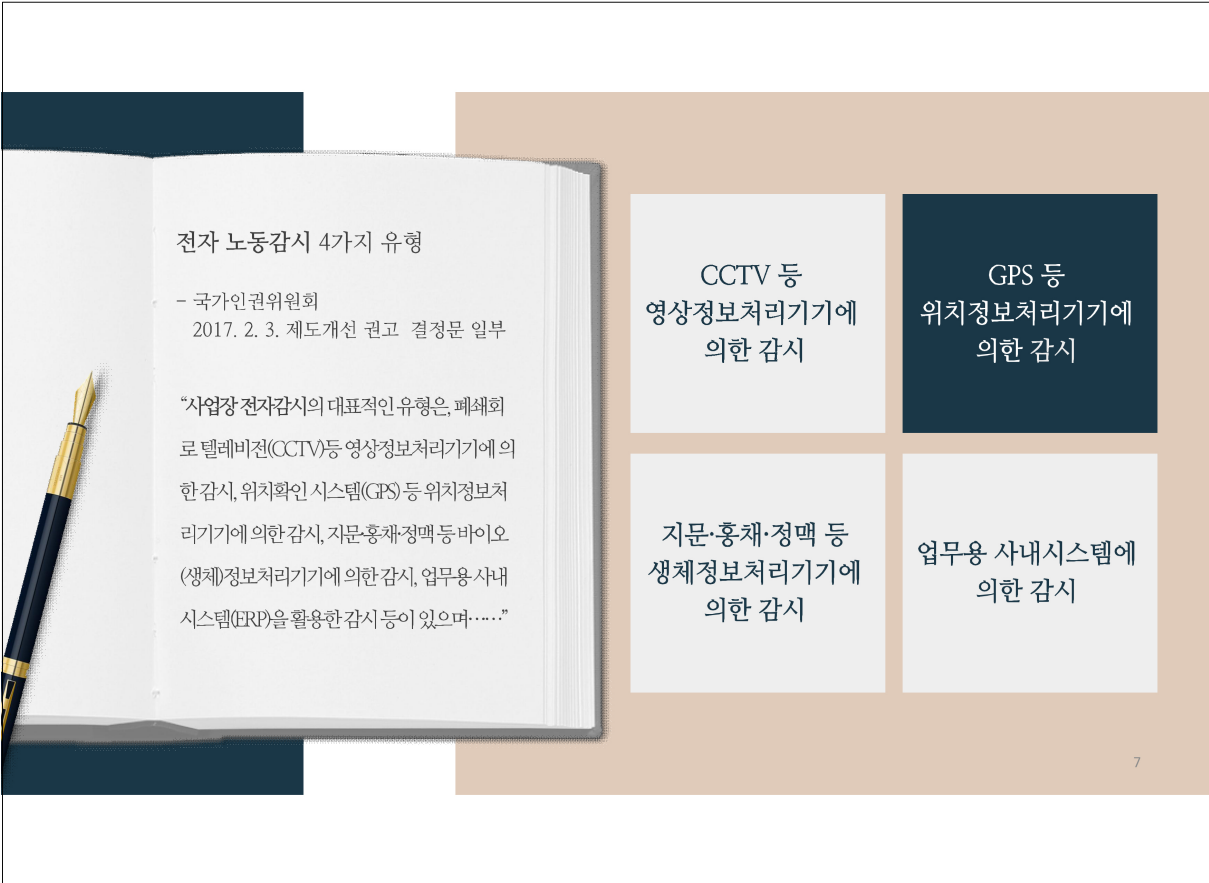 전자 노동감시 4가지 유형
– 국가인권위원회
2017. 2. 3. 제도개선 권고 결정문 일부
“사업장 전자감시의 대표적인 유형은, 폐쇄회
로 텔레비전(CCTV)등 영상정보처리기기에 의
한 감시, 위치확인 시스템(GPS) 등 위치정보처
리기기에 의한 감시, 지문·홍채·정맥 등 바이오
(생체)정보처리기기에 의한 감시, 업무용 사내
시스템(ERP)을 활용한 감시 등이 있으며……”
CCTV 등
영상정보처리기기에
의한 감시
GPS 등
위치정보처리기기에
의한 감시
지문·홍채·정맥 등
생체정보처리기기에
의한 감시
업무용 사내시스템에
의한 감시
7